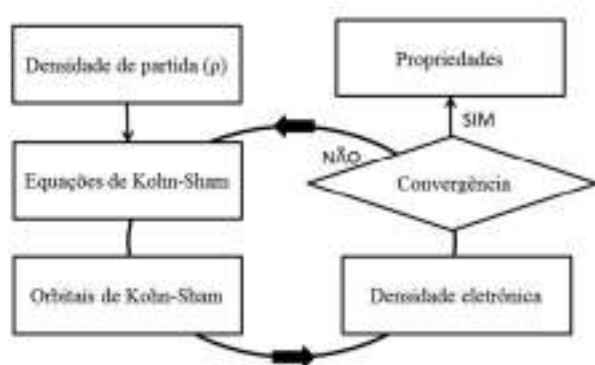 Densidade de partida (ρ)
Propriedades
SIM
NÃO
Equações de Kohn-Sham
Convergência
Orbitais de Kohn-Sham
Densidade eletrônica